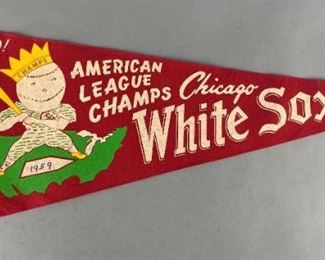 CHAMPS
AMERICAN
LEAGUE
CHAMPS
Chicago
White Sox
1959